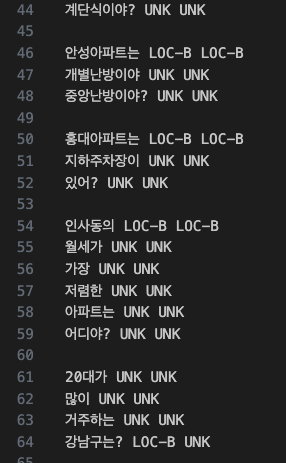 44 계단식이야? UNK UNK
45
46 안성아파트는 LOC-B LOC-B
47 개별난방이야 UNK UNK
48 중앙난방이야? UNK UNK
49
50 홍대아파트는 LOC-B LOC-B
51 지하주차장이 UNK UNK
52 있어? UNK UNK
53
54 인사동의 LOC-B LOC-B
55 월세가 UNK UNK
56 가장 UNK UNK
57 저렴한 UNK UNK
58 아파트는 UNK UNK
59 어디야? UNK UNK
60
61 20대가 UNK UNK
62 많이 UNK UNK
63 거주하는 UNK UNK
64 강남구는? LOC-B UNK
65